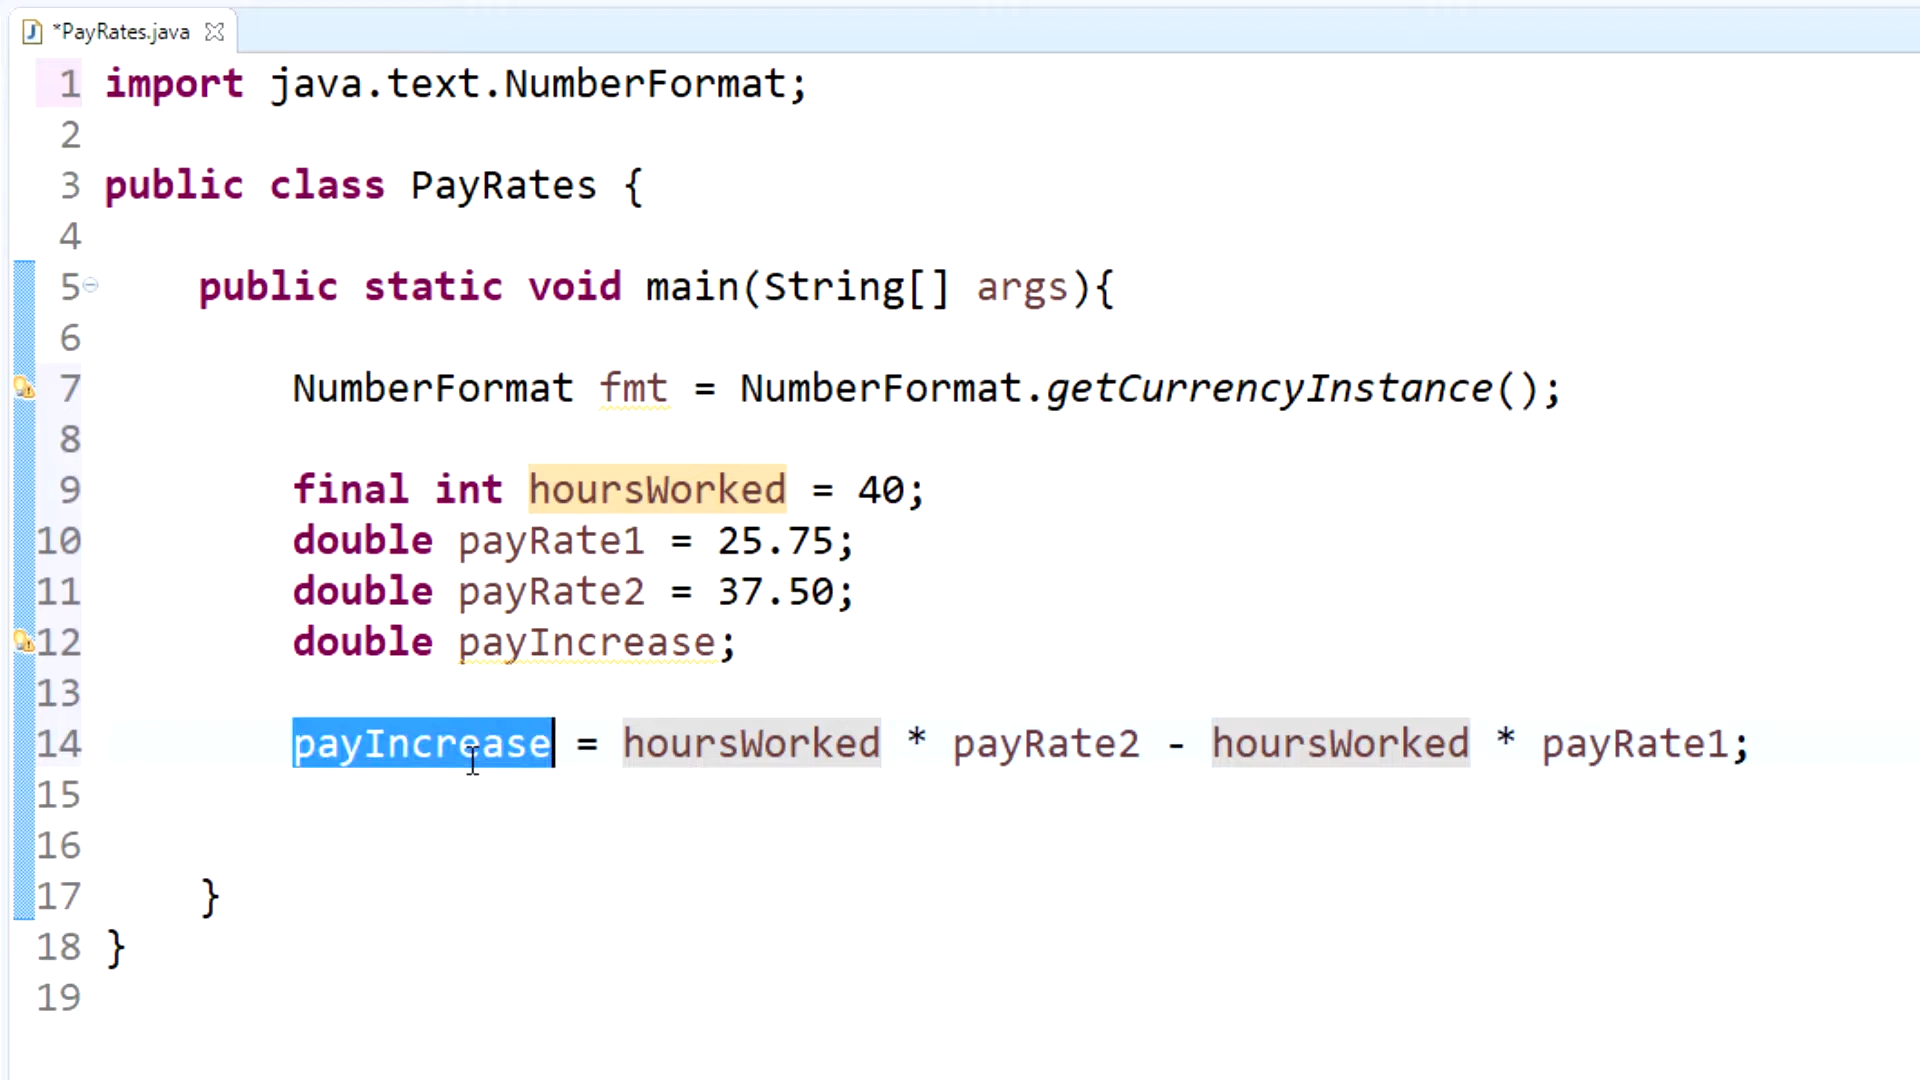 *PayRates.java
1 import java.text.NumberFormat;
2
3 public class PayRates {
4
5 public static void main(String[] args){
6
7 NumberFormat fmt = NumberFormat.getCurrencyInstance();
8
9 final int hoursWorked = 40;
10 double payRate1 = 25.75;
11 double payRate2 = 37.50;
12 double payIncrease;
13
14 payIncrease = hoursWorked * payRate2 - hoursWorked * payRate1;
15
16
17 }
18 }
19